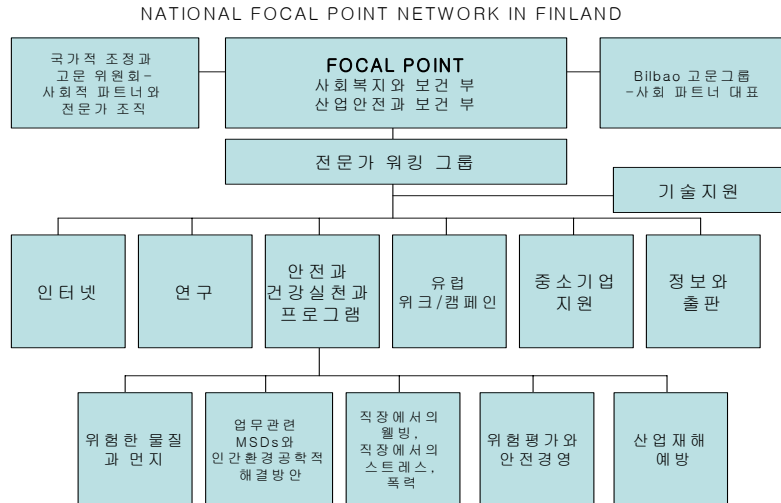 NATIONAL FOCAL POINT NETWORK IN FINLAND
국가적 조정과
고문 위원회-
사회적 파트너와
전문가 조직
FOCAL POINT
사회복지와 보건 부
산업안전과 보건 부
Bilbao 고문그룹
-사회 파트너 대표
전문가 워킹 그룹
기술지원
인터넷
연구
안전과
건강실천과
프로그램
유럽
위크/캠페인
중소기업
지원
정보와
출판
위험한 물질
과 먼지
업무관련
MSDs와
인간환경공학적
해결방안
직장에서의
웰빙,
직장에서의
스트레스,
폭력
위험평가와
안전경영
산업재해
예방